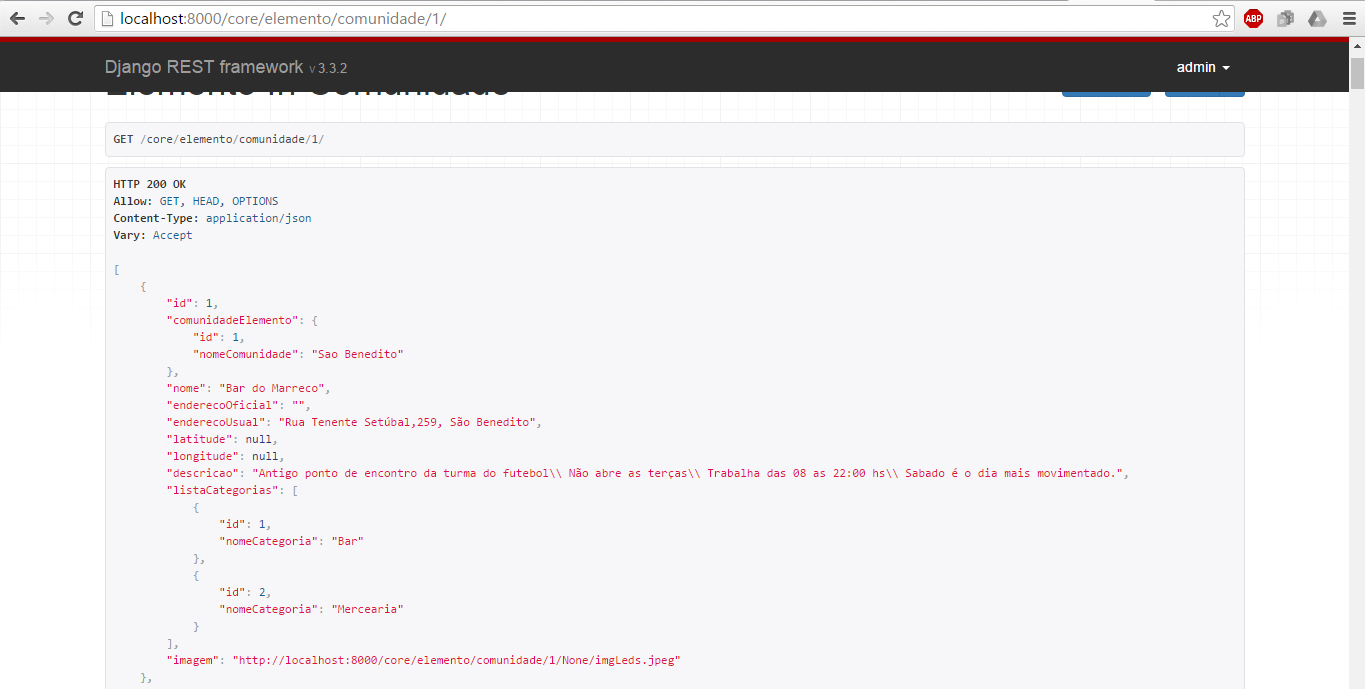 localhost:8000/core/elemento/comunidade/1/
ABP
Django REST framework v 3.3.2
admin
Elemento in Comunidade
GET /core/elemento/comunidade/1/
HTTP 200 OK
Allow: GET, HEAD, OPTIONS
Content-Type: application/json
Vary: Accept
[
{
"id": 1,
"comunidadeElemento": {
"id": 1,
"nomeComunidade": "Sao Benedito"
},
"nome": "Bar do Marreco",
"enderecoOficial": "",
"enderecoUsual": "Rua Tenente Setúbal,259, São Benedito",
"latitude": null,
"longitude": null,
"descricao": "Antigo ponto de encontro da turma do futebol\\ Não abre as terças\\ Trabalha das 08 as 22:00 hs\\ Sabado é o dia mais movimentado.",
"listaCategorias": [
{
"id": 1,
"nomeCategoria": "Bar"
},
{
"id": 2,
"nomeCategoria": "Mercearia"
}
],
"imagem": "http://localhost:8000/core/elemento/comunidade/1/None/imgLeds.jpeg"
},